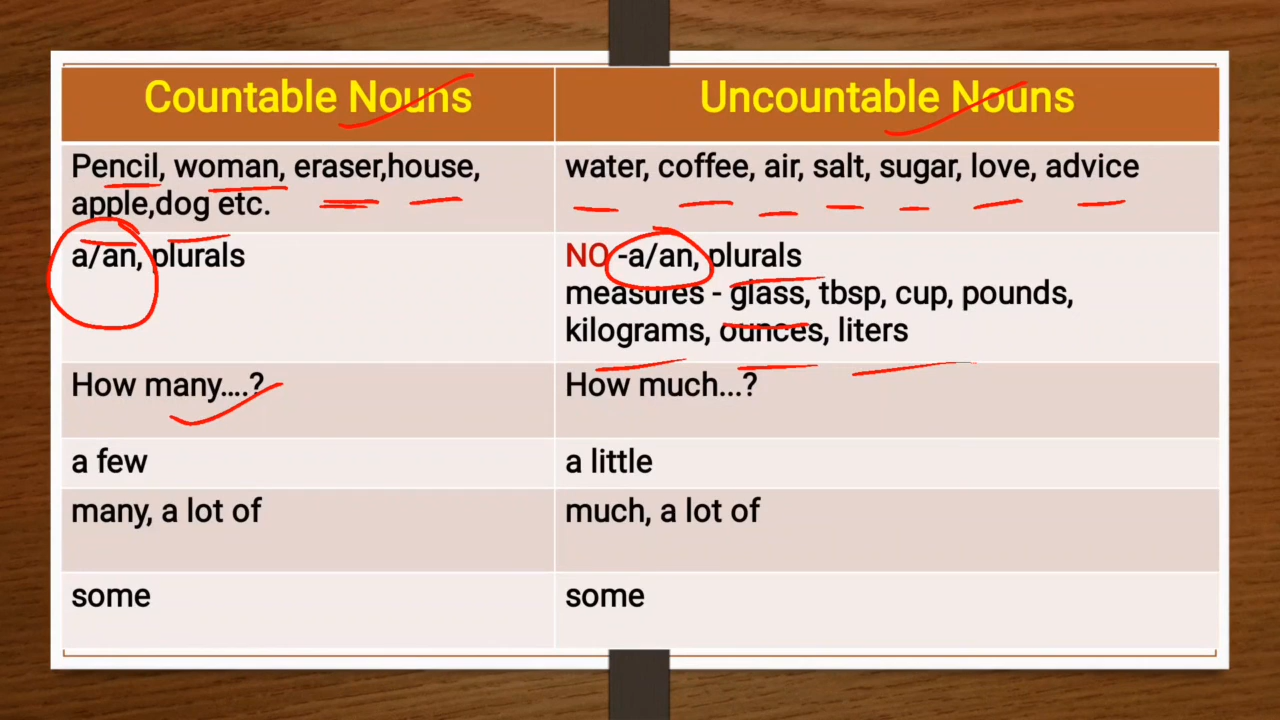 Countable Nouns
Uncountable Nouns
Pencil, woman, eraser,house,
apple,dog etc.
water, coffee, air, salt, sugar, love, advice
a/an, plurals
NO -a/an, plurals
measures - glass, tbsp, cup, pounds,
kilograms, ounces, liters
How many....?
How much...?
a few
a little
many, a lot of
much, a lot of
some
some